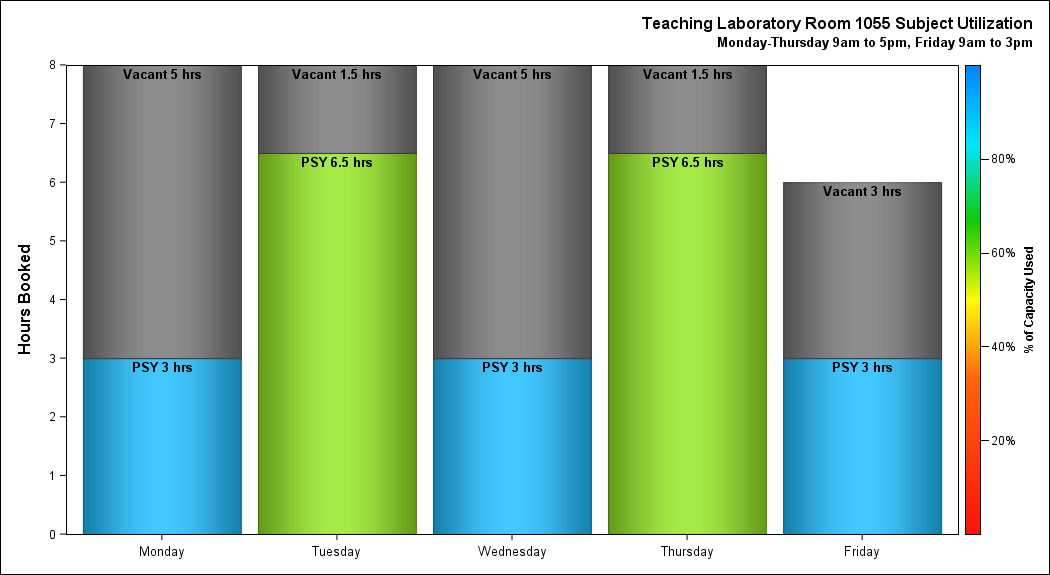 Teaching Laboratory Room 1055 Subject Utilization
Monday-Thursday 9am to 5pm, Friday 9am to 3pm
Hours Booked
8
7
6
5
4
3
2
1
0
Vacant 5 hrs
PSY 3 hrs
Vacant 1.5 hrs
PSY 6.5 hrs
Vacant 5 hrs
PSY 3 hrs
Vacant 1.5 hrs
PSY 6.5 hrs
Vacant 3 hrs
PSY 3 hrs
Monday
Tuesday
Wednesday
Thursday
Friday
80%
60%
40%
20%
% of Capacity Used